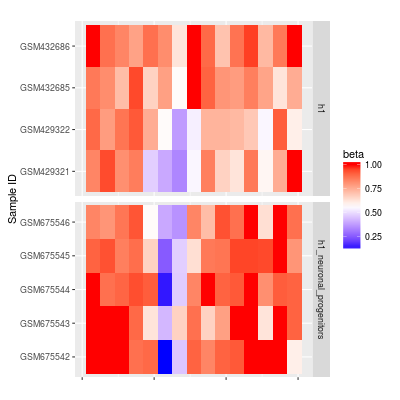 GSM432686
GSM432685
GSM429322
GSM429321
h1
GSM675546
GSM675545
GSM675544
GSM675543
GSM675542
h1_neuronal_progenitors
Sample ID
beta
1.00
0.75
0.50
0.25